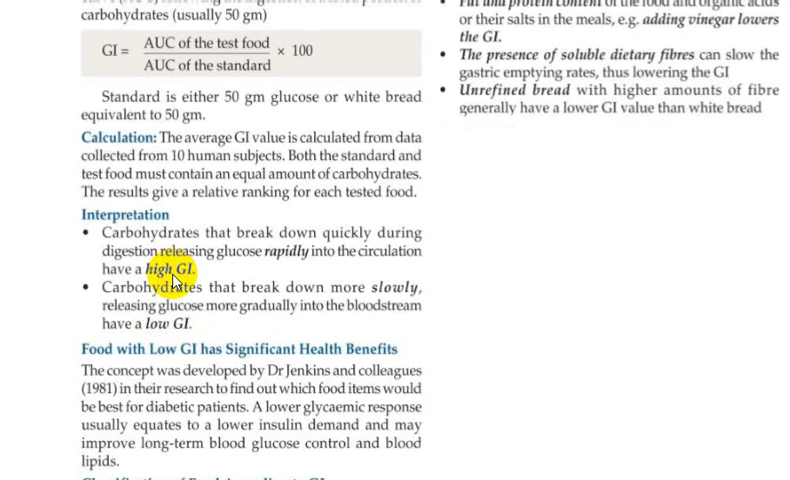 carbohydrates (usually 50 gm)
GI = AUC of the test food / AUC of the standard × 100
Standard is either 50 gm glucose or white bread
equivalent to 50 gm.
Calculation: The average GI value is calculated from data
collected from 10 human subjects. Both the standard and
test food must contain an equal amount of carbohydrates.
The results give a relative ranking for each tested food.
Interpretation
• Carbohydrates that break down quickly during
digestion releasing glucose rapidly into the circulation
have a high GI.
• Carbohydrates that break down more slowly,
releasing glucose more gradually into the bloodstream
have a low GI.
Food with Low GI has Significant Health Benefits
The concept was developed by Dr Jenkins and colleagues
(1981) in their research to find out which food items would
be best for diabetic patients. A lower glycaemic response
usually equates to a lower insulin demand and may
improve long-term blood glucose control and blood
lipids.
• Fat and protein content of the food and organic acids
or their salts in the meals, e.g. adding vinegar lowers
the GI.
• The presence of soluble dietary fibres can slow the
gastric emptying rates, thus lowering the GI
• Unrefined bread with higher amounts of fibre
generally have a lower GI value than white bread